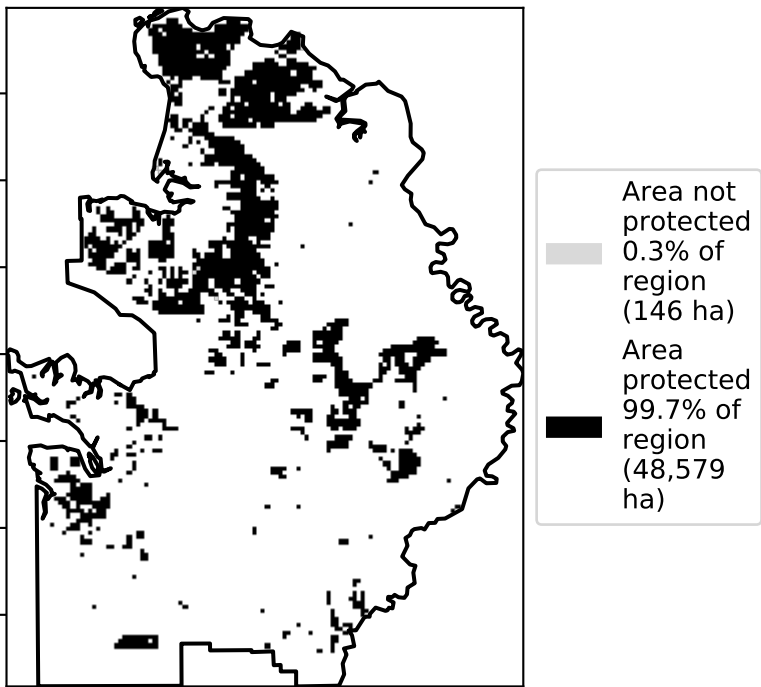 Area not
protected
0.3% of
region
(146 ha)
Area
protected
99.7% of
region
(48,579
ha)